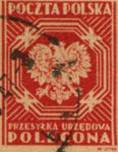 POCZTA POLSKA
PRZESYŁKA URZĘDOWA
POLECONA